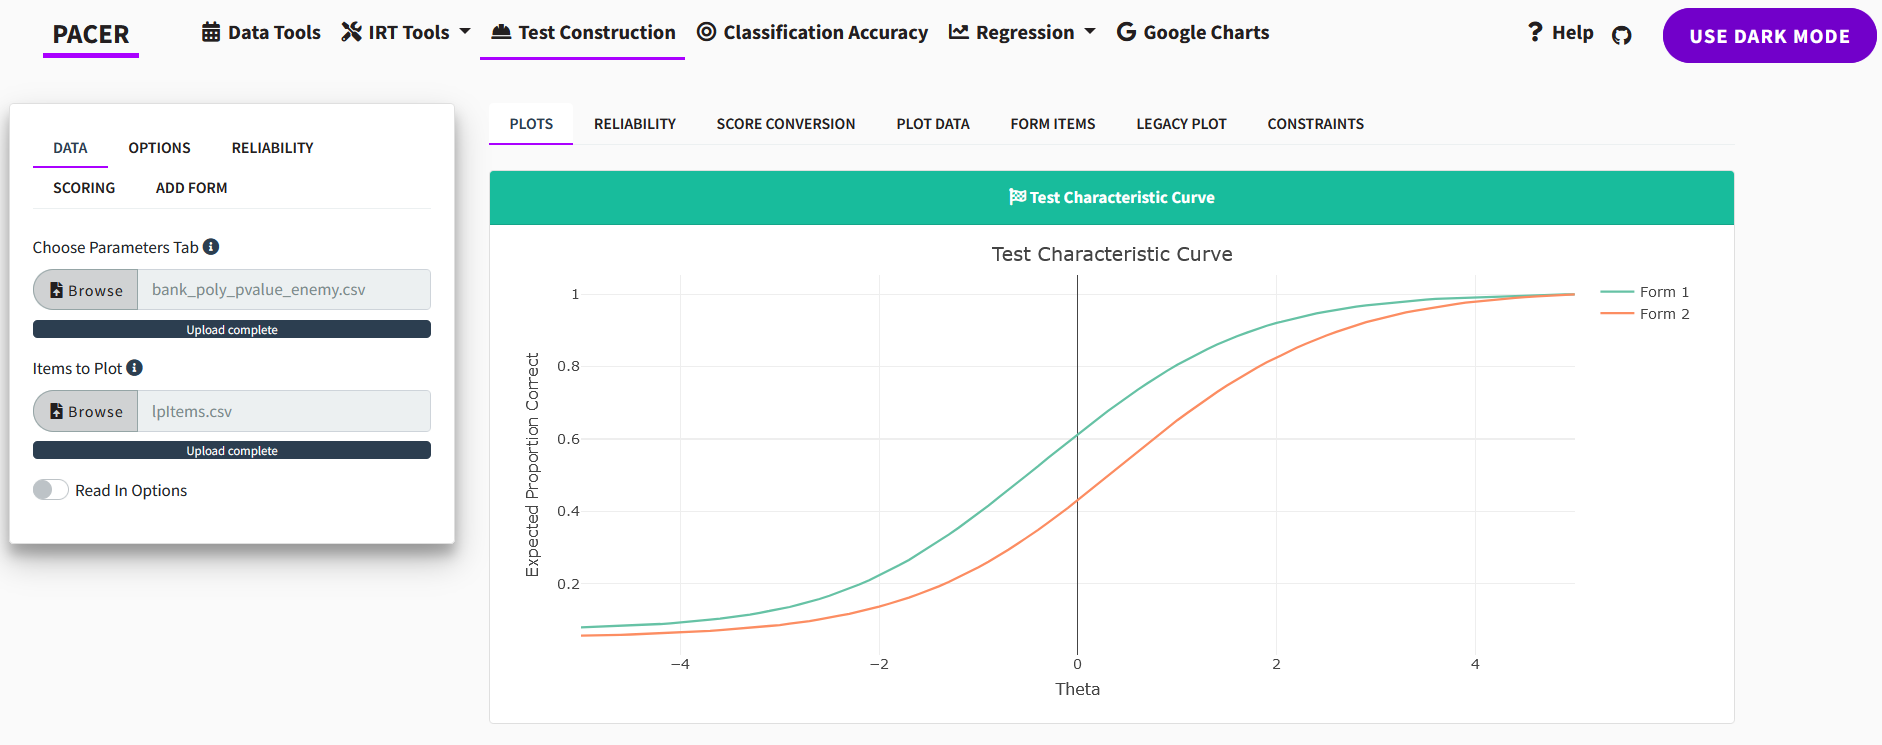 PACER
Data Tools
IRT Tools
Test Construction
Classification Accuracy
Regression
Google Charts
Help
USE DARK MODE
DATA
OPTIONS
RELIABILITY
SCORING
ADD FORM
Choose Parameters Tab
Browse
bank_poly_pvalue_enemy.csv
Upload complete
Items to Plot
Browse
lpItems.csv
Upload complete
Read In Options
PLOTS
RELIABILITY
SCORE CONVERSION
PLOT DATA
FORM ITEMS
LEGACY PLOT
CONSTRAINTS
Test Characteristic Curve
Test Characteristic Curve
Form 1
Form 2
Expected Proportion Correct
1
0.8
0.6
0.4
0.2
−4
−2
0
2
4
Theta